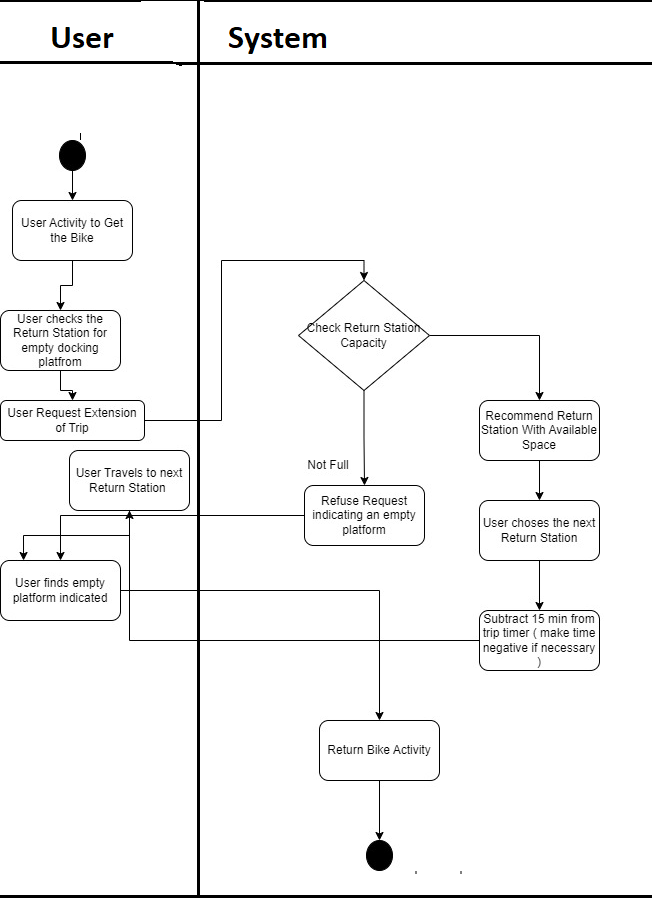 User
System
User Activity to Get
the Bike
User checks the
Return Station for
empty docking
platfrom
User Request Extension
of Trip
Check Return Station
Capacity
Recommend Return
Station With Available
Space
User Travels to next
Return Station
Not Full
Refuse Request
indicating an empty
platform
User choses the next
Return Station
User finds empty
platform indicated
Subtract 15 min from
trip timer ( make time
negative if necessary
)
Return Bike Activity